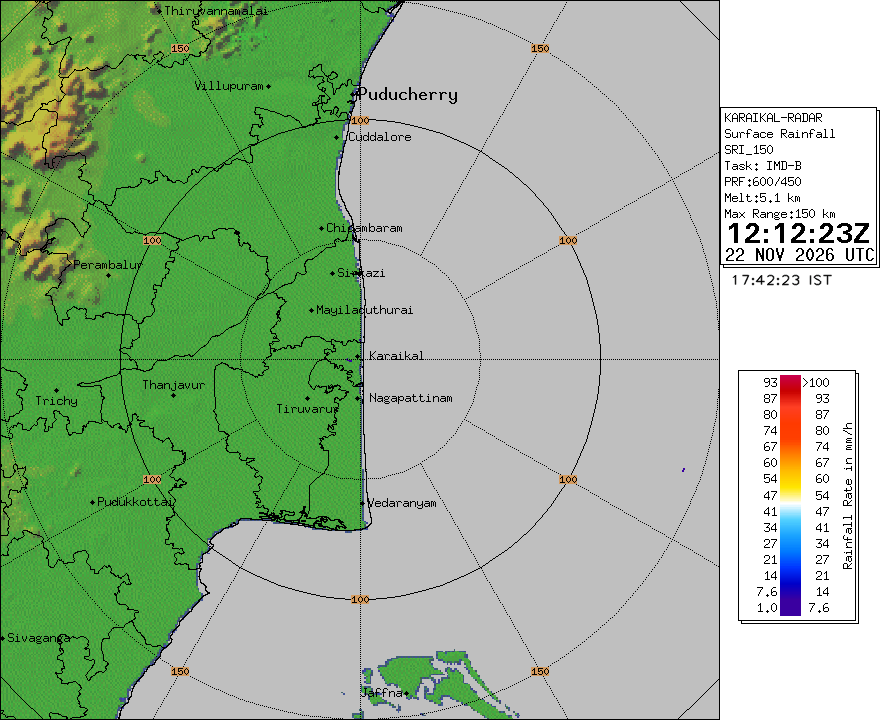 Thiruvannamalai
150
150
Villupuram
Puducherry
100
Cuddalore
Chidambaram
100
100
Perambalur
Sirkazi
Mayiladuthurai
Karaikal
Thanjavur
Trichy
Nagapattinam
Tiruvarur
100
100
Pudukkottai
Vedaranyam
100
Sivaganga
150
150
Jaffna
KARAIKAL-RADAR
Surface Rainfall
SRI_150
Task: IMD-B
PRF:600/450
Melt:5.1 km
Max Range:150 km
12:12:23Z
22 NOV 2026 UTC
17:42:23 IST
93 >100
87 93
80 87
74 80
67 74
60 67
54 60
47 54
41 47
34 41
27 34
21 27
14 21
7.6 14
1.0 7.6
Rainfall Rate in mm/h